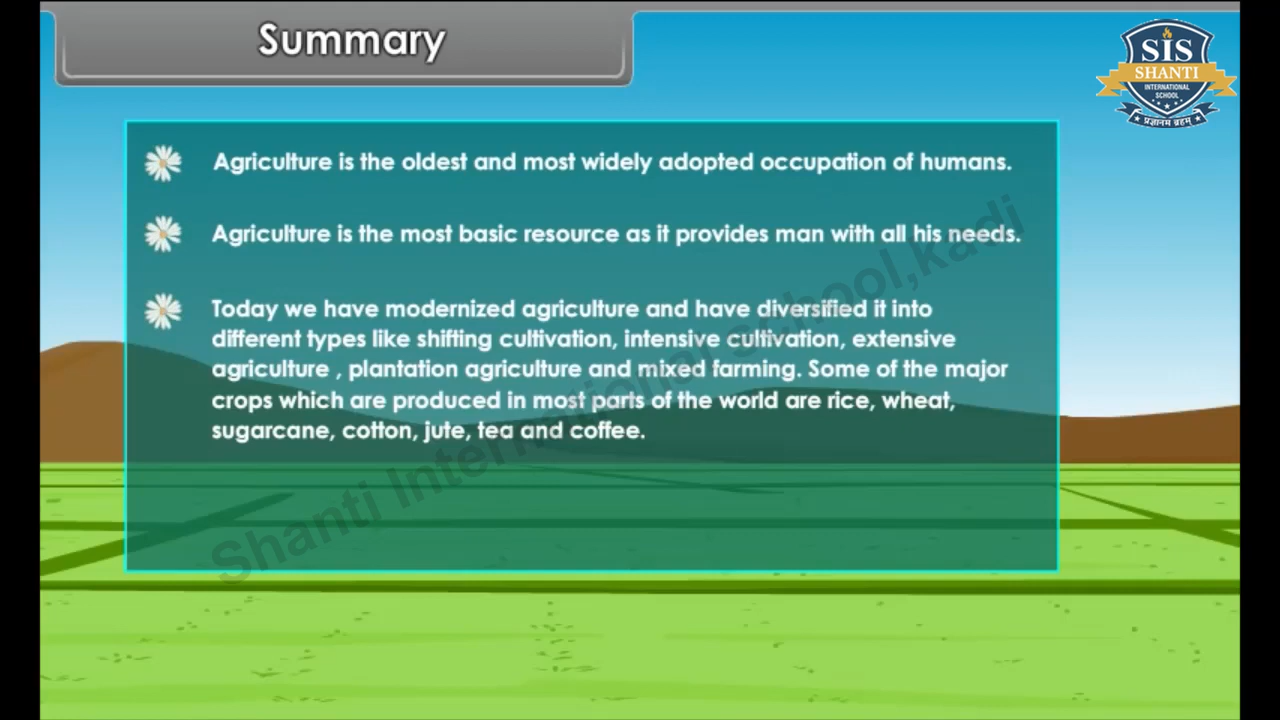 Summary
SIS
SHANTI
INTERNATIONAL
SCHOOL
प्रज्ञानम ब्रहम्
Agriculture is the oldest and most widely adopted occupation of humans.
Agriculture is the most basic resource as it provides man with all his needs.
Today we have modernized agriculture and have diversified it into
different types like shifting cultivation, intensive cultivation, extensive
agriculture , plantation agriculture and mixed farming. Some of the major
crops which are produced in most parts of the world are rice, wheat,
sugarcane, cotton, jute, tea and coffee.
Shanti International school,kadi